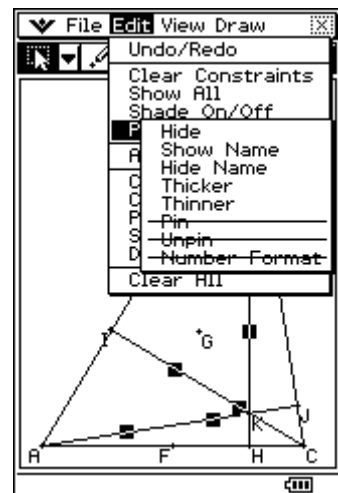 File Edit View Draw
Undo/Redo
Clear Constraints
Show All
Shade On/Off
P
Hide
Show Name
Hide Name
Thicker
Thinner
Pin
Unpin
Number Format
A
C
C
P
S
D
Clear All
I
G
K
J
A
F
H
C